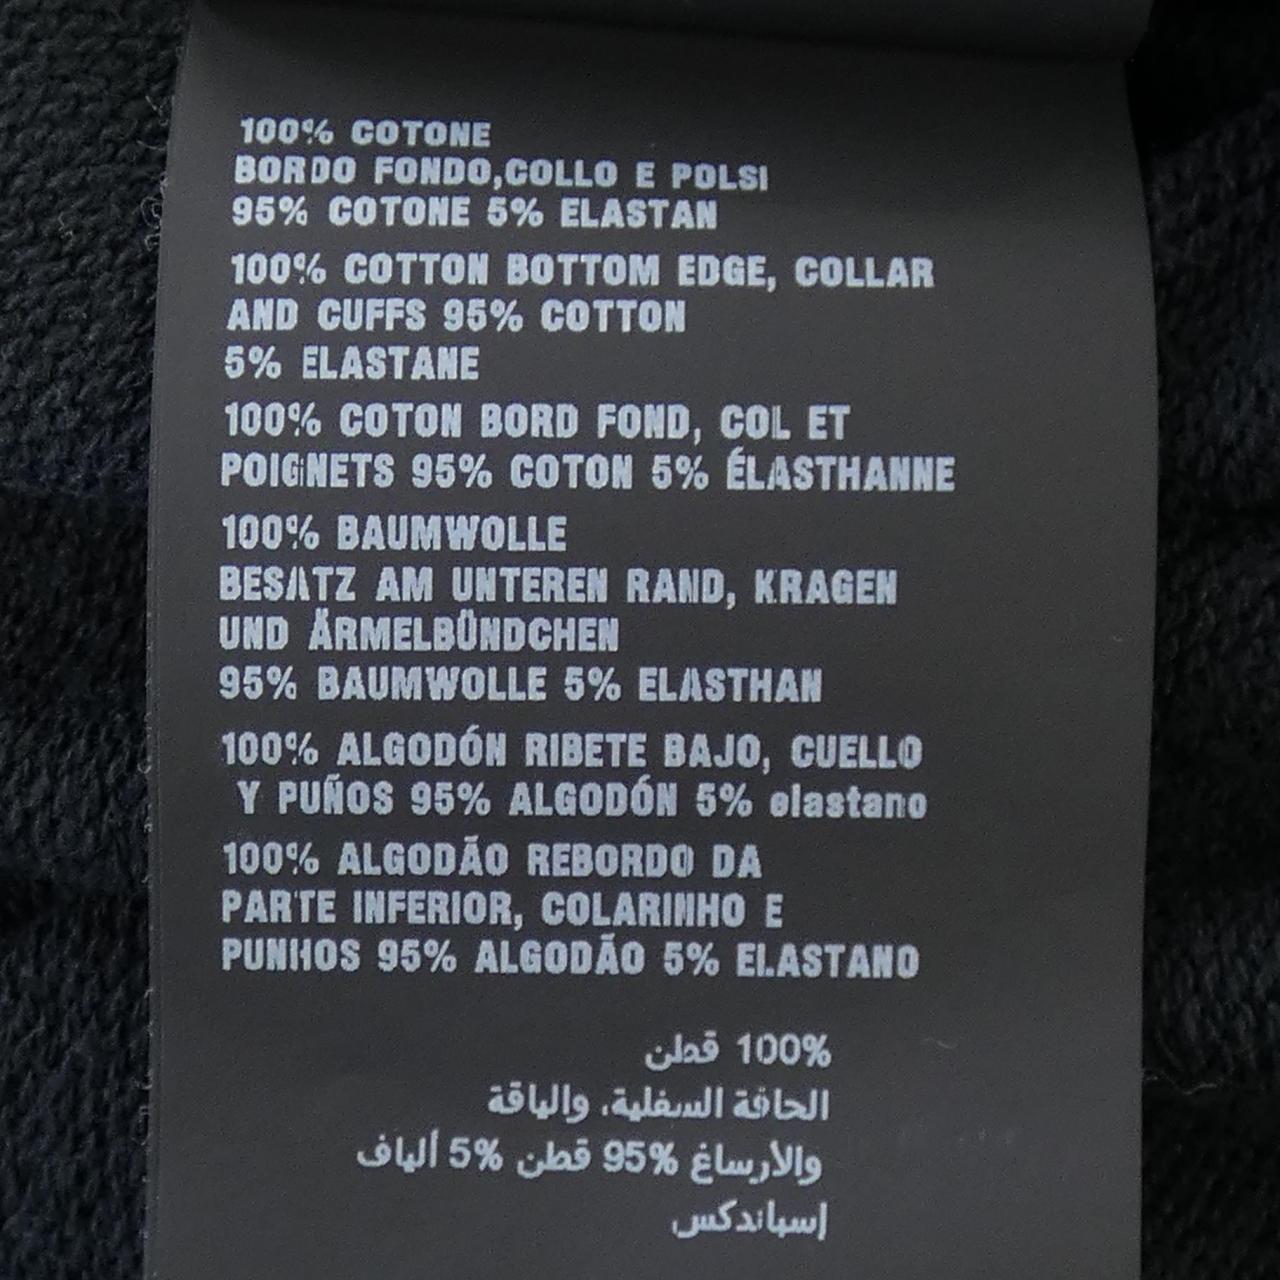 100% COTONE
BORDO FONDO,COLLO E POLSI
95% COTONE 5% ELASTAN
100% COTTON BOTTOM EDGE, COLLAR
AND CUFFS 95% COTTON
5% ELASTANE
100% COTON BORD FOND, COL ET
POIGNETS 95% COTON 5% ÉLASTHANNE
100% BAUMWOLLE
BESATZ AM UNTEREN RAND, KRAGEN
UND ÄRMELBÜNDCHEN
95% BAUMWOLLE 5% ELASTHAN
100% ALGODÓN RIBETE BAJO, CUELLO
Y PUÑOS 95% ALGODÓN 5% elastano
100% ALGODÃO REBORDO DA
PARTE INFERIOR, COLARINHO E
PUNHOS 95% ALGODÃO 5% ELASTANO
100% قطن
الحافة السفلية، والياقة
والأرساغ 95% قطن 5% ألياف
إسباندكس